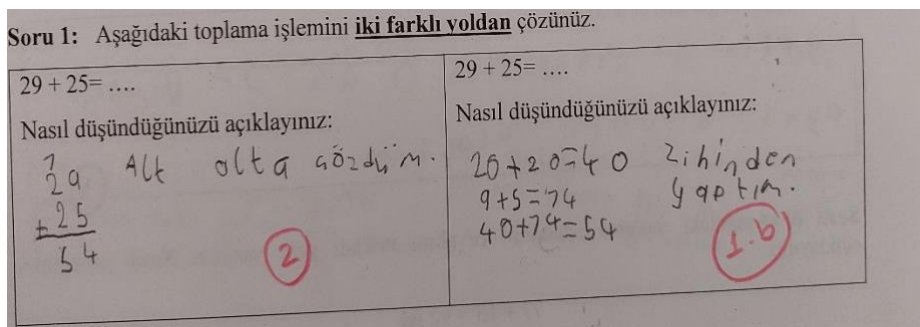 Soru 1: Aşağıdaki toplama işlemini iki farklı yoldan çözünüz.
29 + 25= ....
Nasıl düşündüğünüzü açıklayınız:
1
29 Alt alta çözdüm.
+25
54
2
29 + 25= ....
Nasıl düşündüğünüzü açıklayınız:
20+20=40 Zihinden
9+5=14 yaptım.
40+14=54
1.b